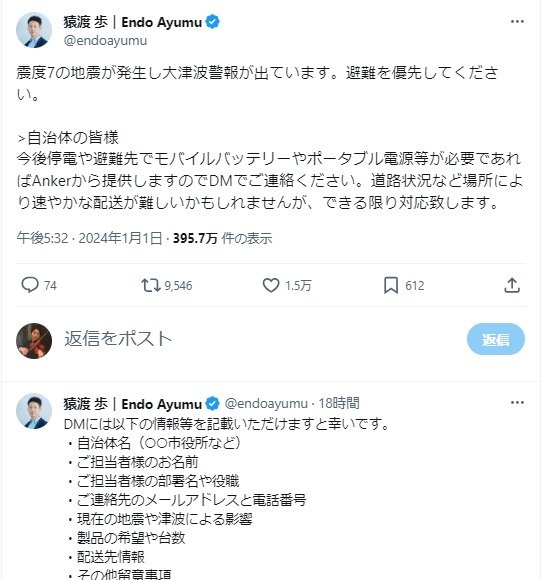 猿渡 歩 | Endo Ayumu
@endoayumu
震度7の地震が発生し大津波警報が出ています。避難を優先してくださ
い。
>自治体の皆様
今後停電や避難先でモバイルバッテリーやポータブル電源等が必要であれ
ばAnkerから提供しますのでDMでご連絡ください。道路状況など場所によ
り速やかな配送が難しいかもしれませんが、できる限り対応致します。
午後5:32 · 2024年1月1日 · 395.7万 件の表示
74 9,546 1.5万 612
返信をポスト
返信
猿渡 歩 | Endo Ayumu @endoayumu · 18時間
DMには以下の情報等を記載いただけますと幸いです。
・自治体名（○○市役所など）
・ご担当者様のお名前
・ご担当者様の部署名や役職
・ご連絡先のメールアドレスと電話番号
・現在の地震や津波による影響
・製品の希望や台数
・配送先情報
・その他留意事項